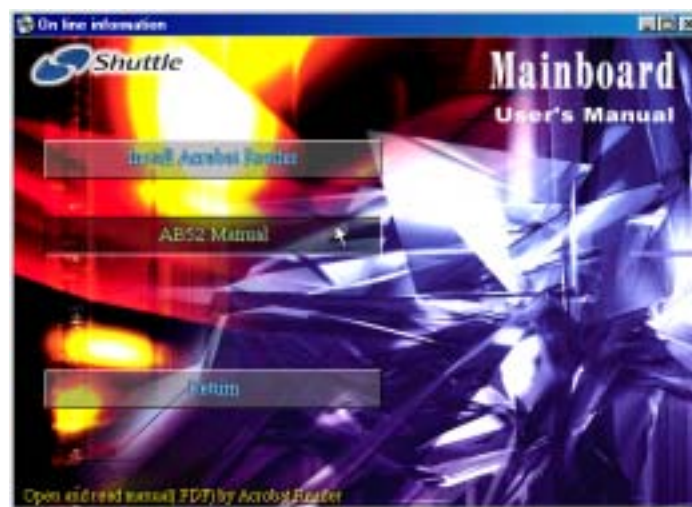 On line information
Shuttle
Mainboard
User's Manual
Install Acrobat Reader
AB52 Manual
Return
Open and read manual( PDF) by Acrobat Reader